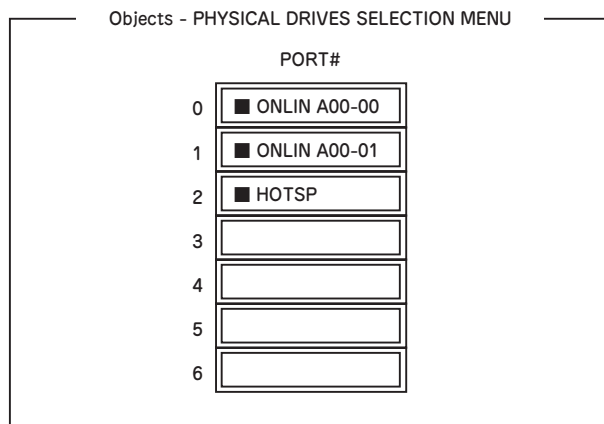 Objects - PHYSICAL DRIVES SELECTION MENU
PORT#
0 ■ ONLIN A00-00
1 ■ ONLIN A00-01
2 ■ HOTSP
3
4
5
6